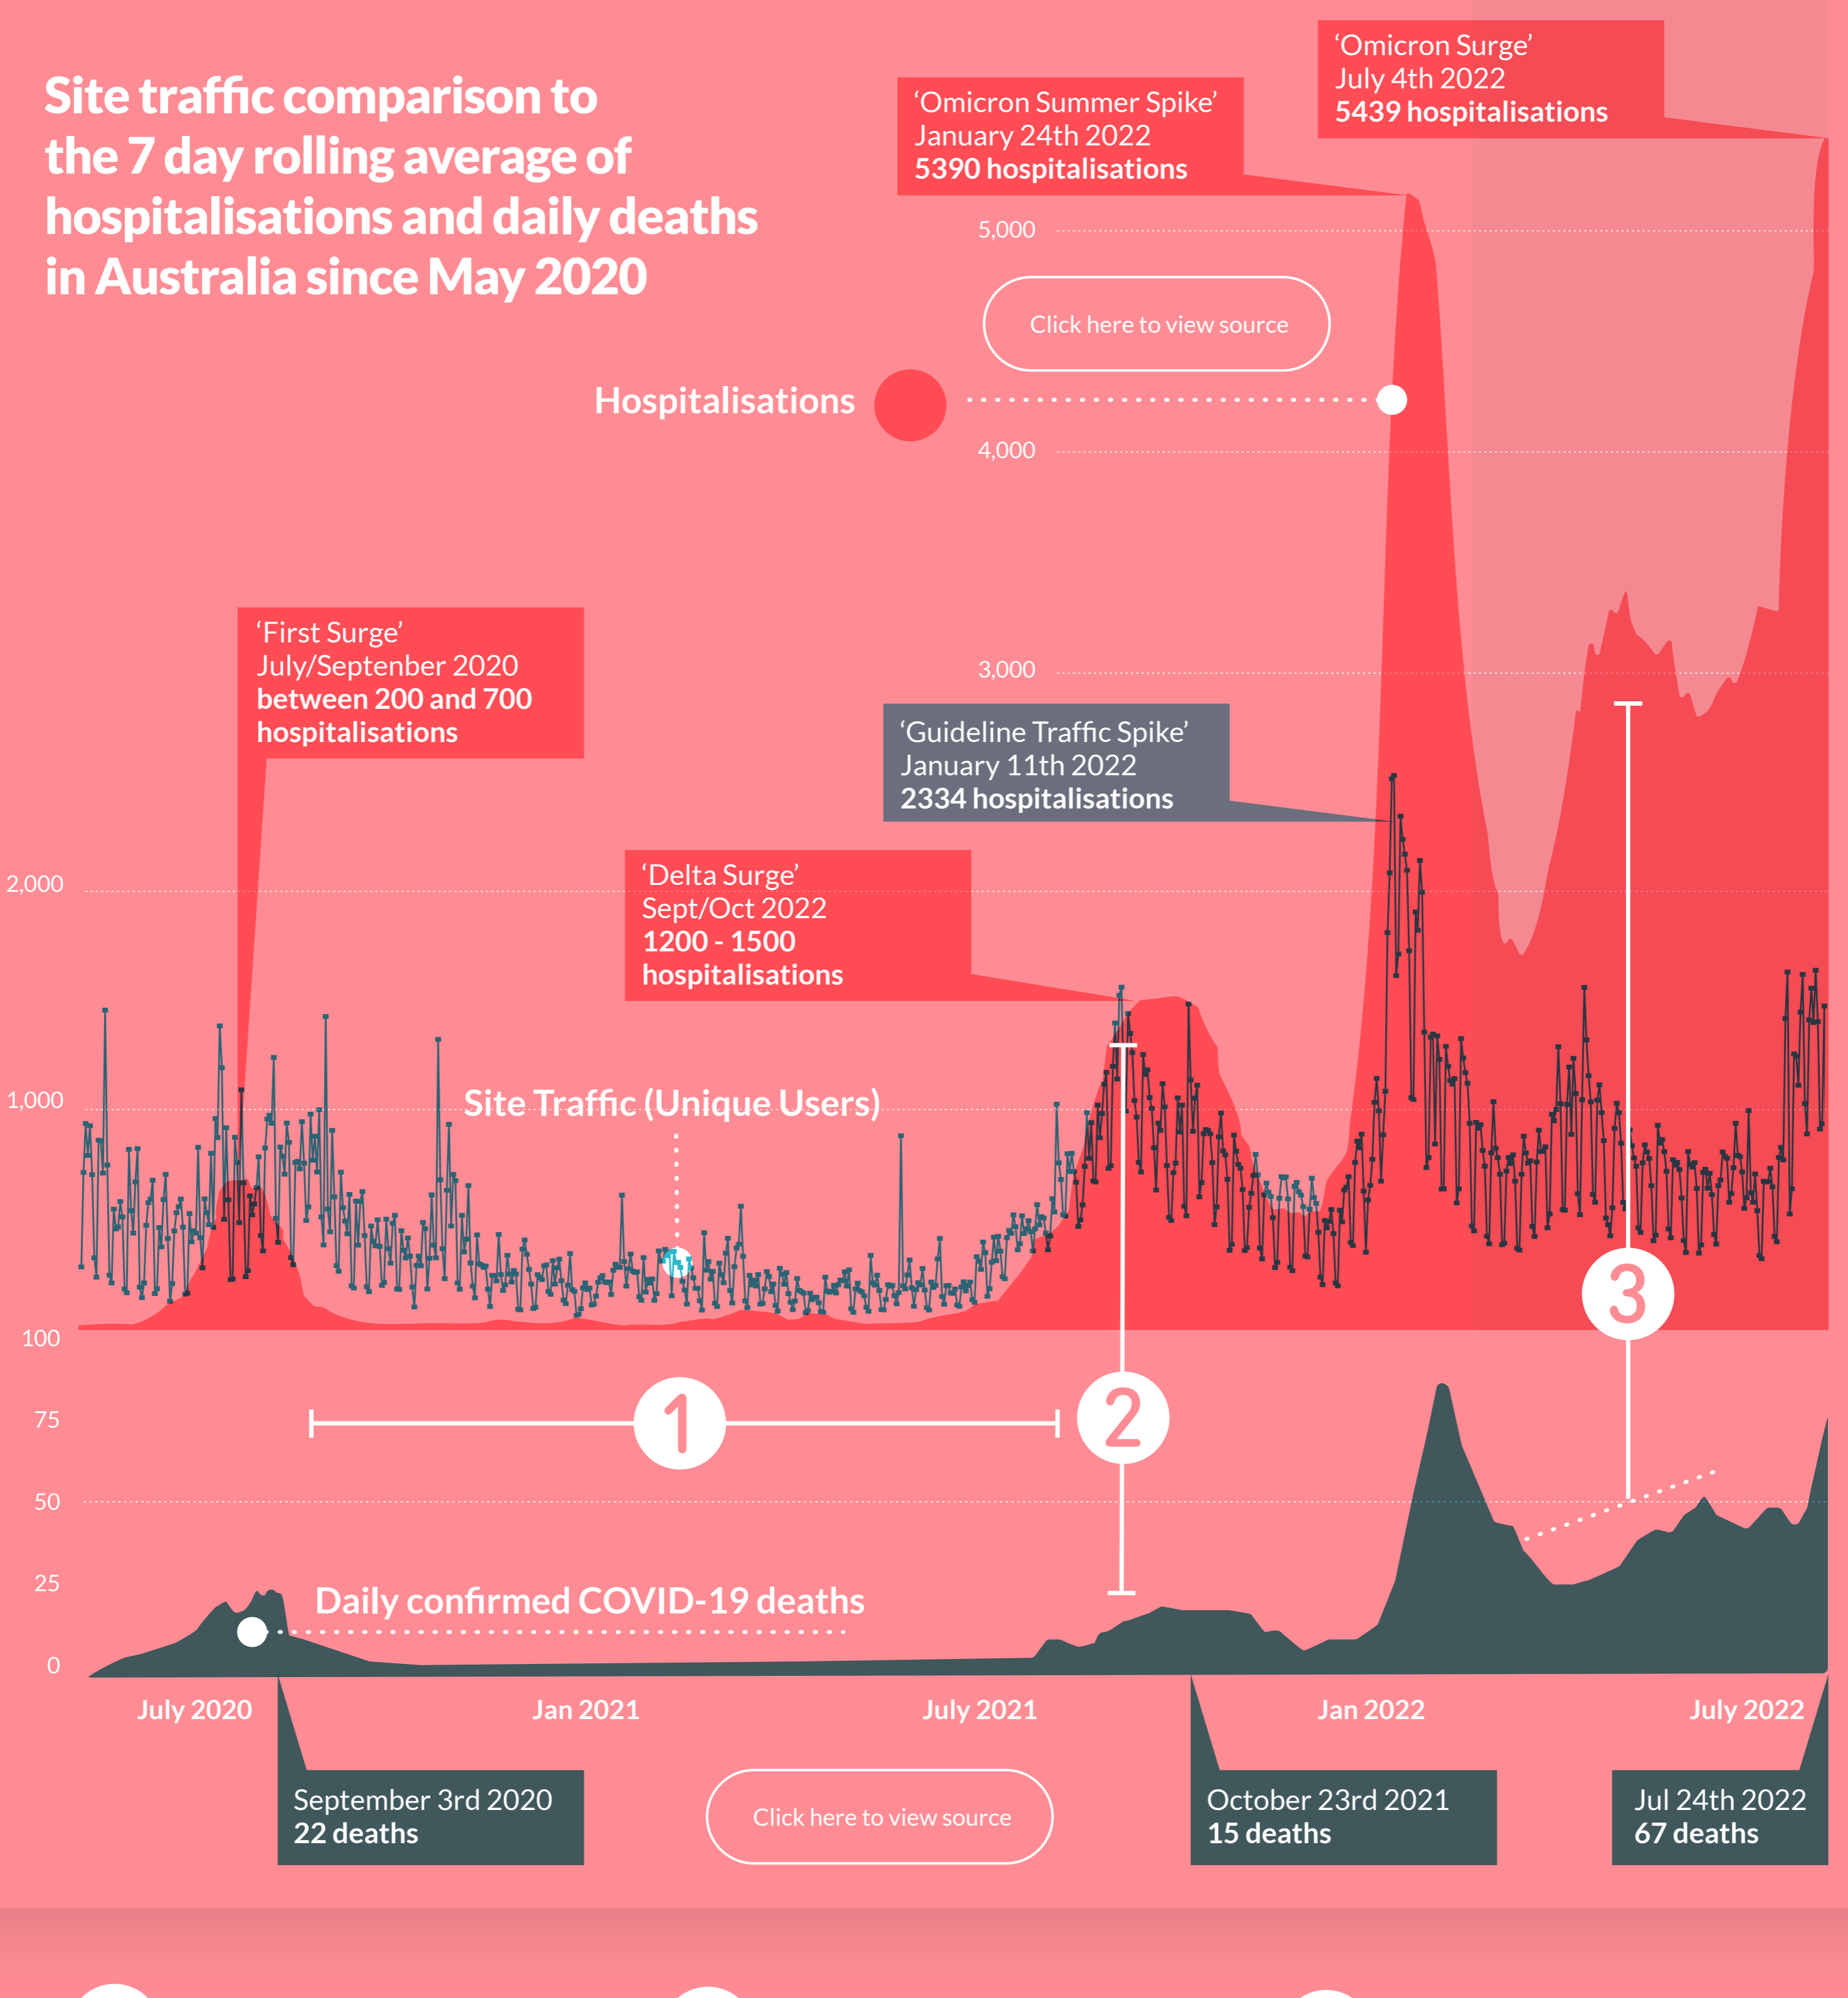 Site traffic comparison to
the 7 day rolling average of
hospitalisations and daily deaths
in Australia since May 2020
‘Omicron Surge’
July 4th 2022
5439 hospitalisations
‘Omicron Summer Spike’
January 24th 2022
5390 hospitalisations
5,000
Click here to view source
Hospitalisations
4,000
‘First Surge’
July/Septenber 2020
between 200 and 700
hospitalisations
3,000
‘Guideline Traffic Spike’
January 11th 2022
2334 hospitalisations
‘Delta Surge’
Sept/Oct 2022
1200 - 1500
hospitalisations
2,000
1,000
Site Traffic (Unique Users)
100
75
50
25
0
1
2
3
Daily confirmed COVID-19 deaths
July 2020
Jan 2021
July 2021
Jan 2022
July 2022
September 3rd 2020
22 deaths
Click here to view source
October 23rd 2021
15 deaths
Jul 24th 2022
67 deaths